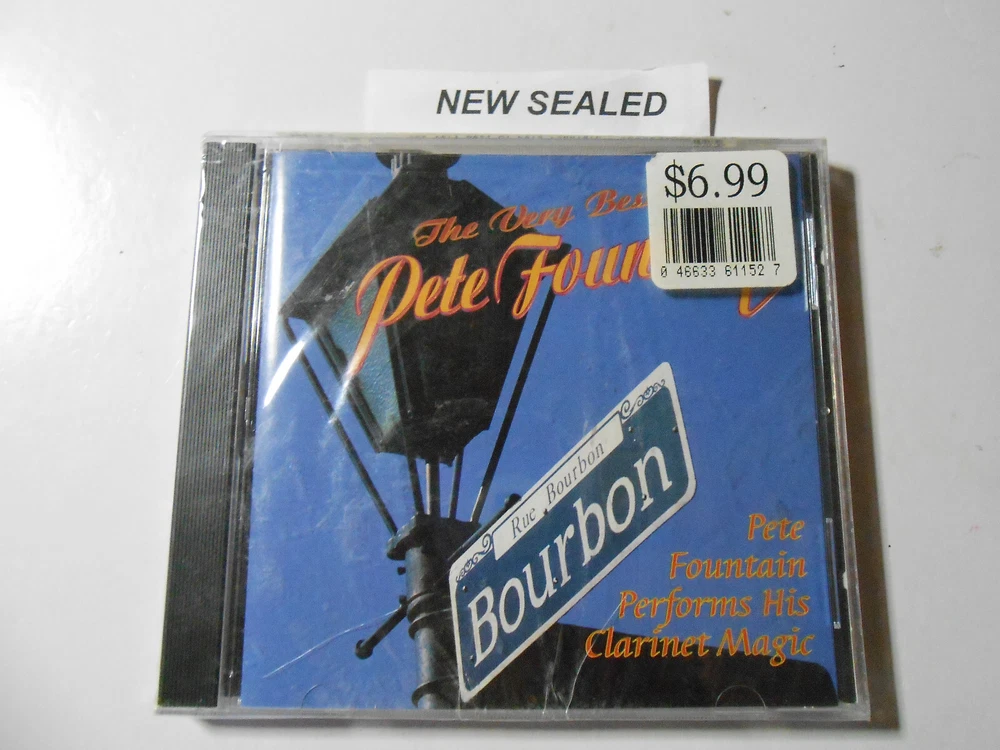 NEW SEALED
$6.99
0 46633 61152 7
The Very Bes
Pete Foun
Rue Bourbon
Bourbon
Pete
Fountain
Performs His
Clarinet Magic